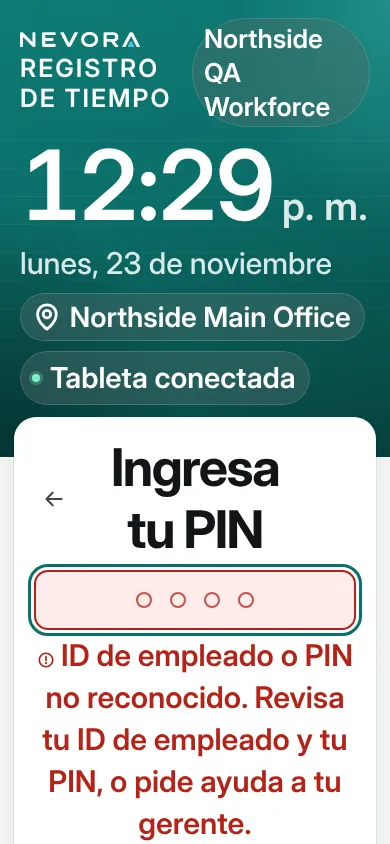 NEVORA
REGISTRO
DE TIEMPO
Northside
QA
Workforce
12:29 p. m.
lunes, 23 de noviembre
Northside Main Office
Tableta conectada
Ingresa
tu PIN
ID de empleado o PIN
no reconocido. Revisa
tu ID de empleado y tu
PIN, o pide ayuda a tu
gerente.